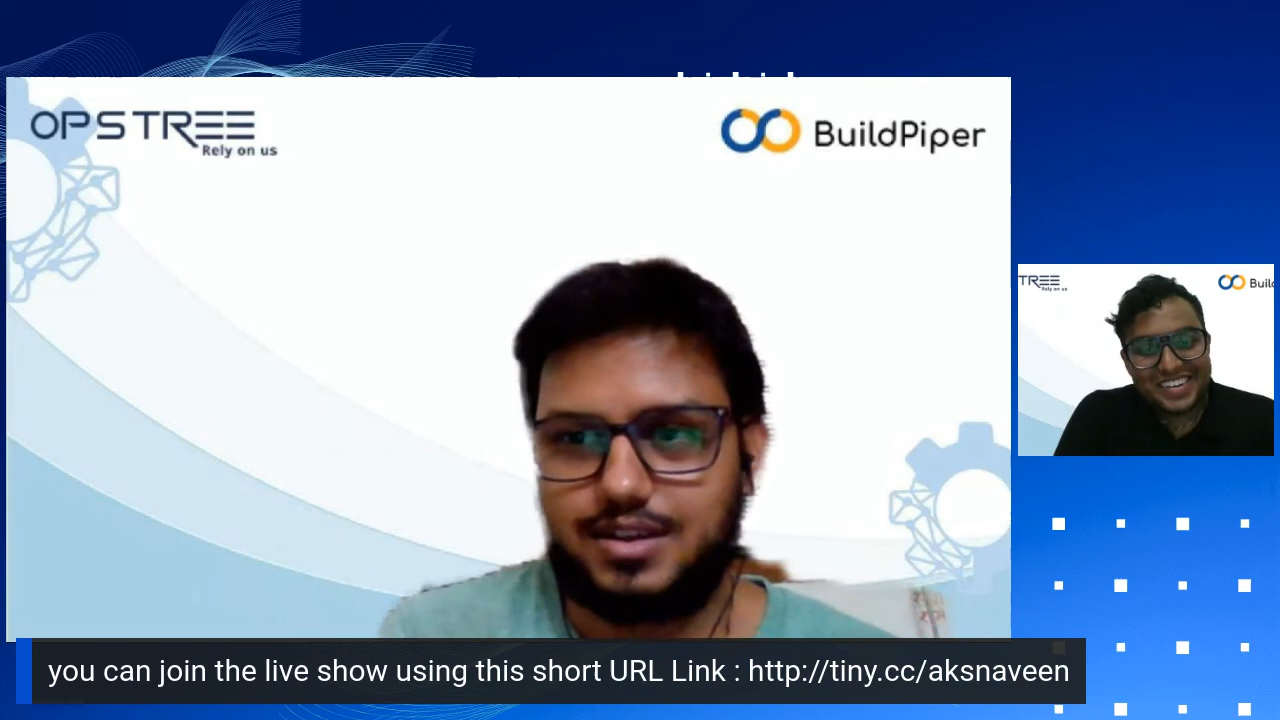 OPSTREE
Rely on us
BuildPiper
TREE
Rely on us
Build
you can join the live show using this short URL Link : http://tiny.cc/aksnaveen